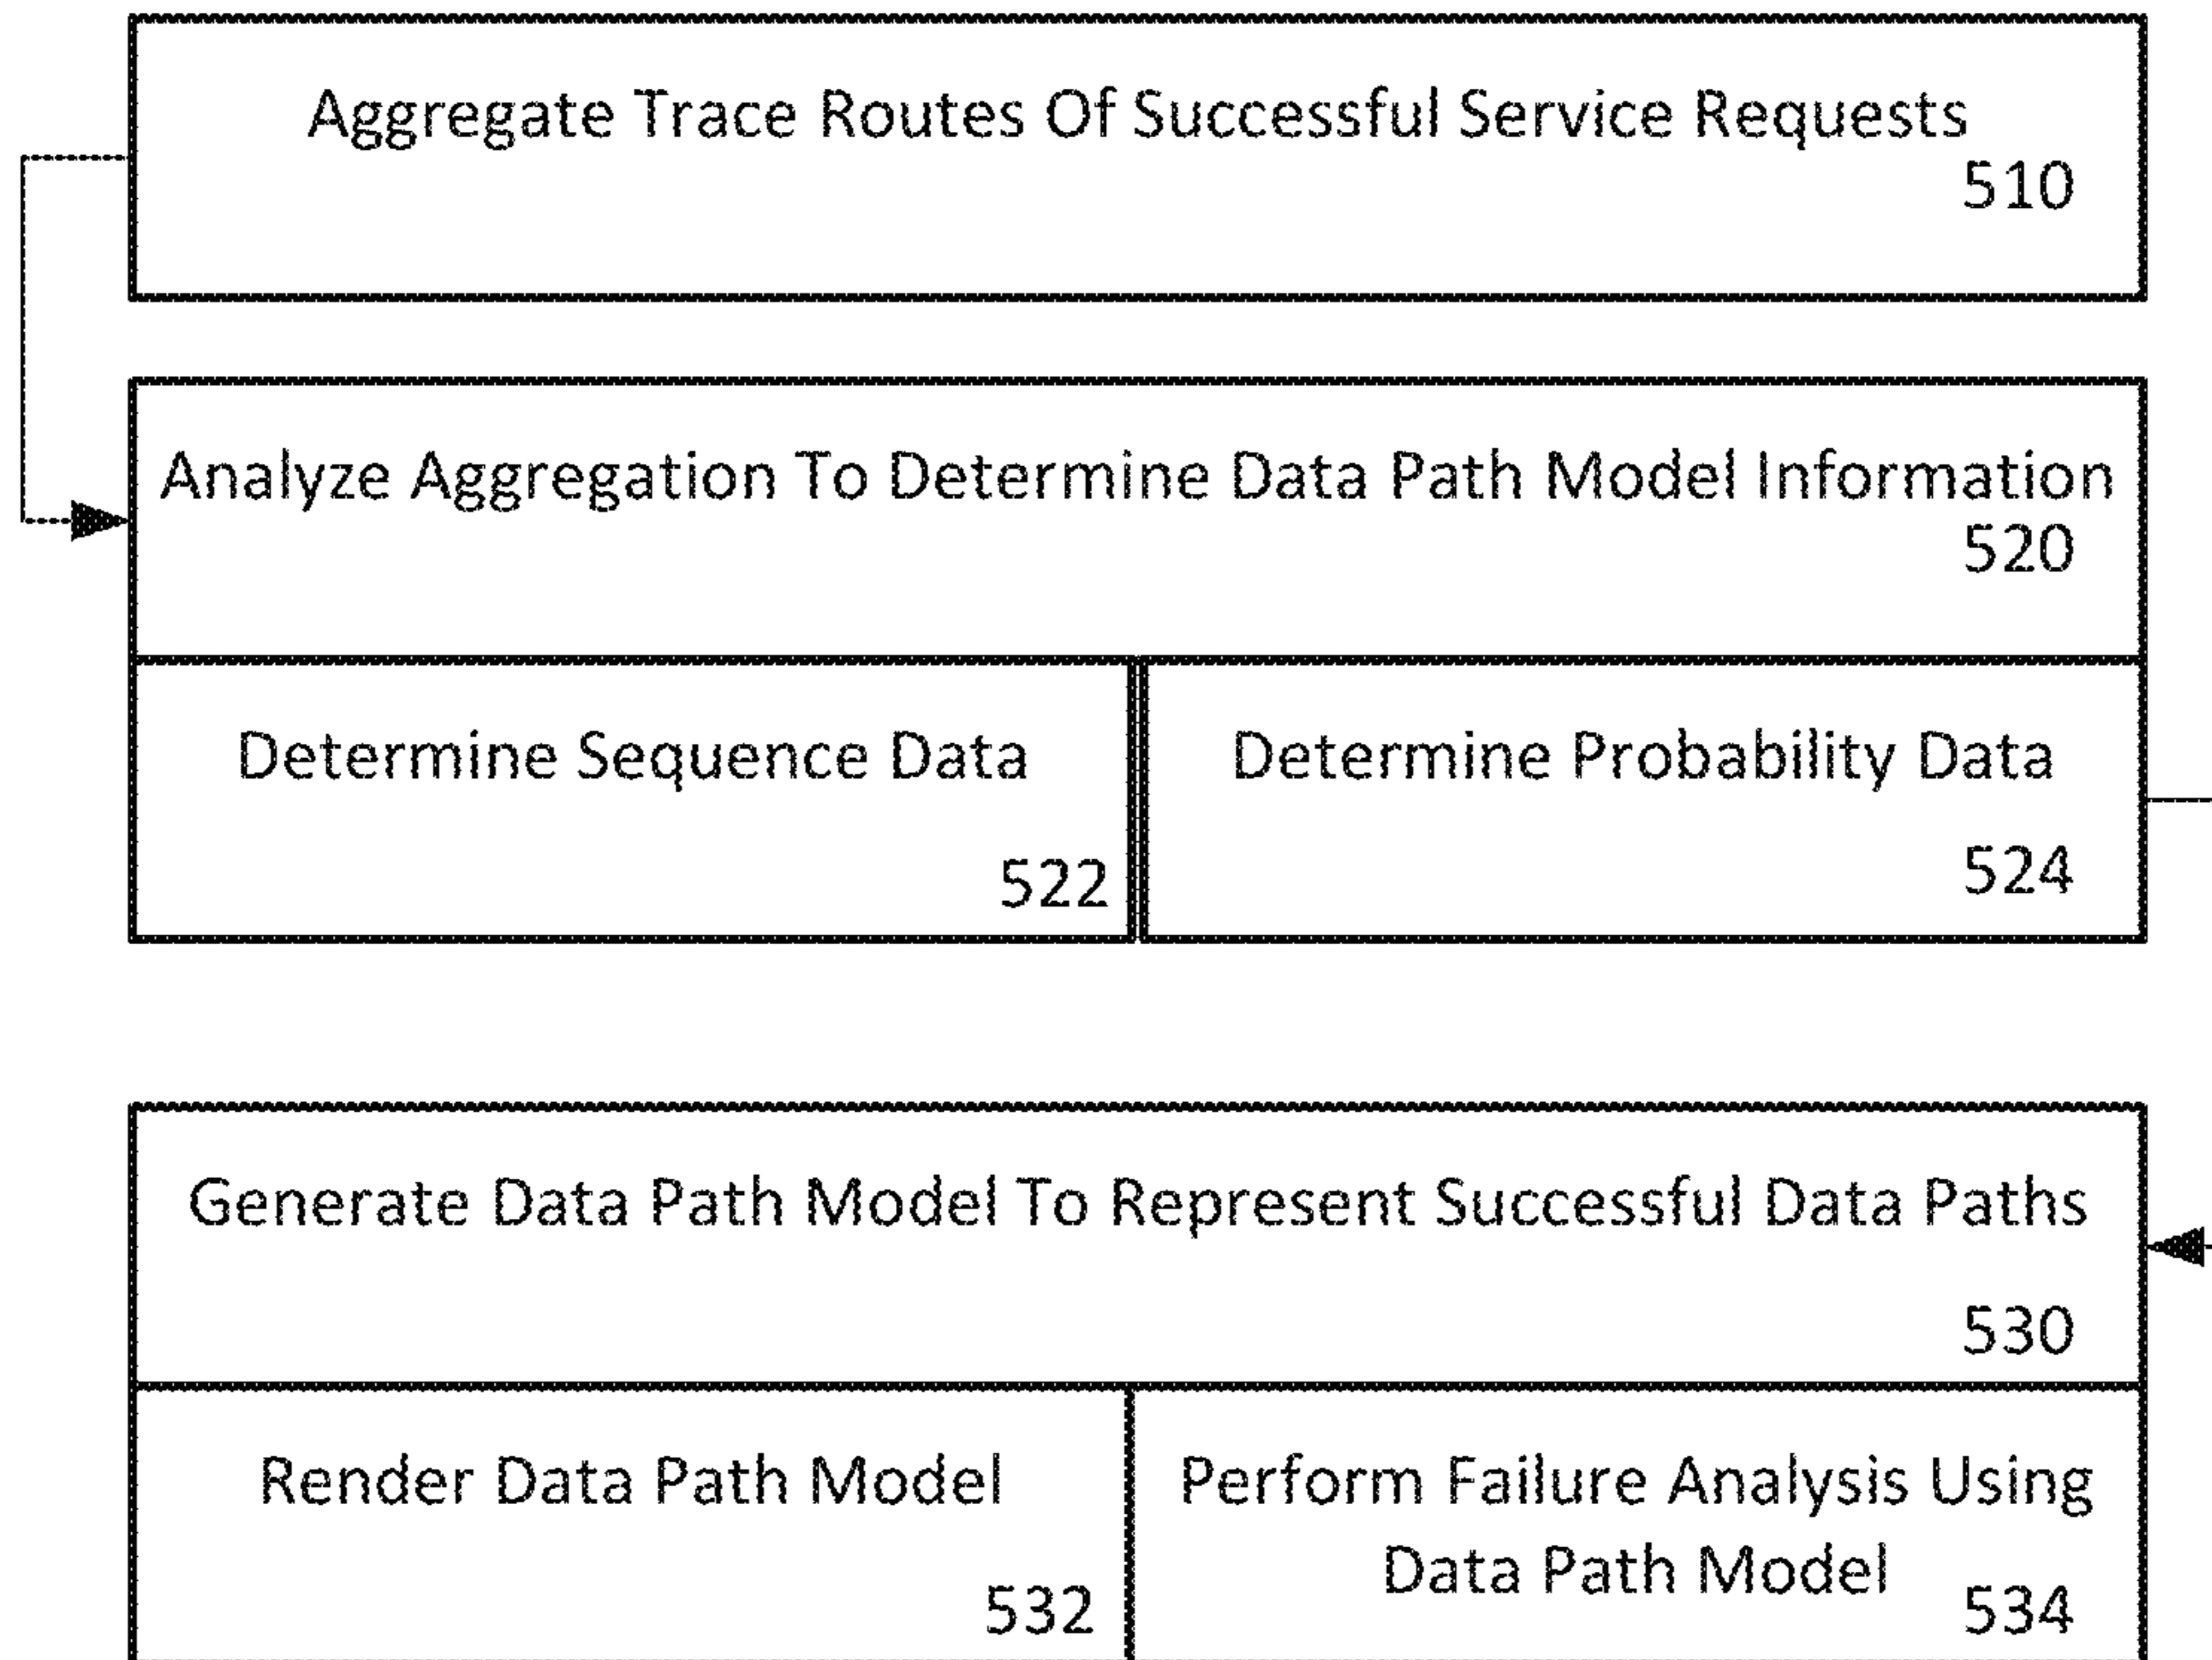 Aggregate Trace Routes Of Successful Service Requests
510
Analyze Aggregation To Determine Data Path Model Information
520
Determine Sequence Data
522
Determine Probability Data
524
Generate Data Path Model To Represent Successful Data Paths
530
Render Data Path Model
532
Perform Failure Analysis Using
Data Path Model
534